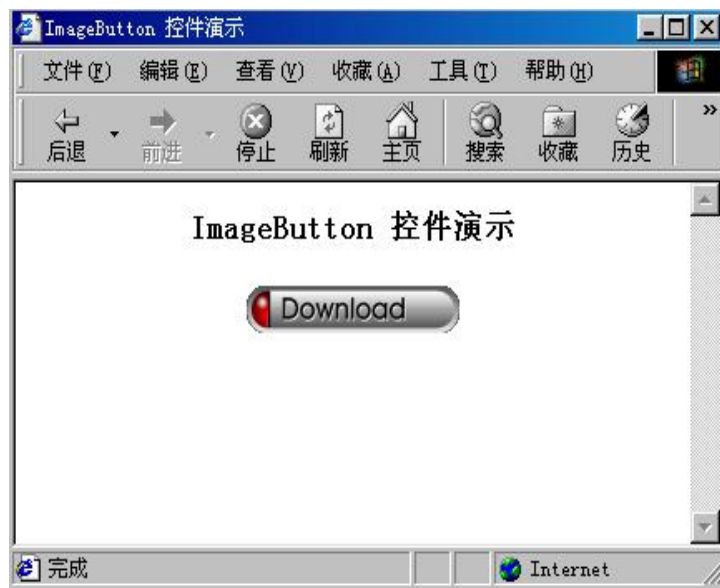 ImageButton 控件演示
文件(F) 编辑(E) 查看(V) 收藏(A) 工具(T) 帮助(H)
后退 前进 停止 刷新 主页 搜索 收藏 历史 »
ImageButton 控件演示
Download
完成 Internet